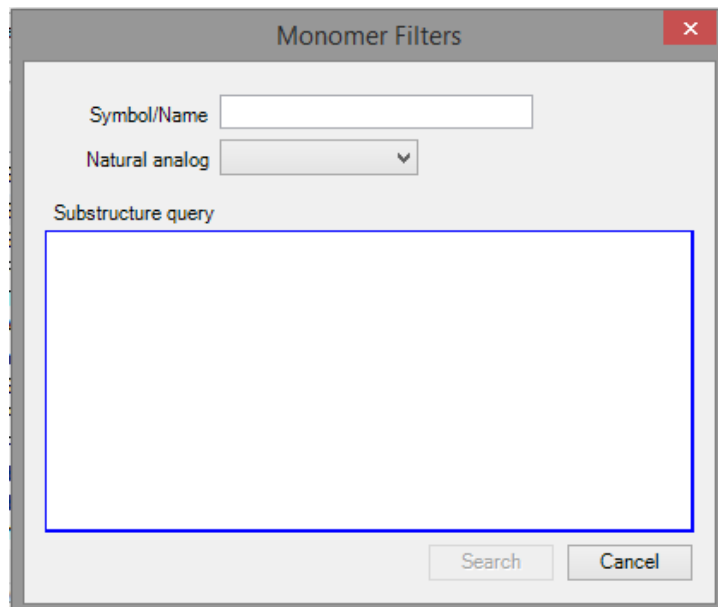 Monomer Filters
Symbol/Name
Natural analog
Substructure query
Search Cancel